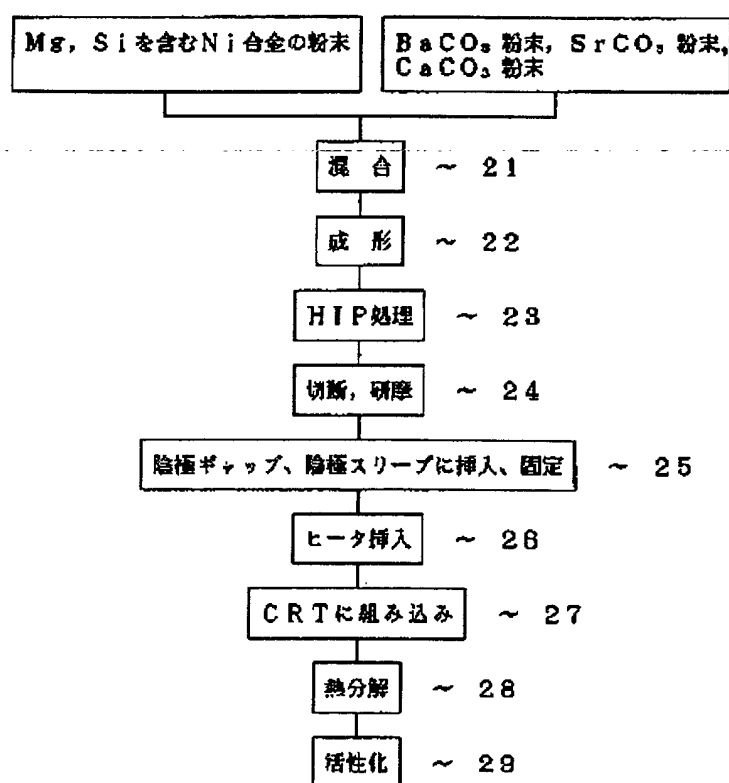 Mg, Siを含むNi合金の粉末
BaCO₃粉末, SrCO₃粉末,
CaCO₃粉末
混合 ~ 21
成形 ~ 22
HIP処理 ~ 23
切断, 研磨 ~ 24
陰極キャップ、陰極スリーブに挿入、固定 ~ 25
ヒータ挿入 ~ 26
CRTに組み込み ~ 27
熱分解 ~ 28
活性化 ~ 29